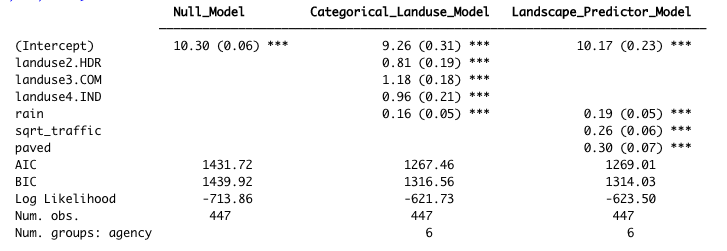 Null_Model Categorical_Landuse_Model Landscape_Predictor_Model
(Intercept) 10.30 (0.06) *** 9.26 (0.31) *** 10.17 (0.23) ***
landuse2.HDR 0.81 (0.19) ***
landuse3.COM 1.18 (0.18) ***
landuse4.IND 0.96 (0.21) ***
rain 0.16 (0.05) *** 0.19 (0.05) ***
sqrt_traffic 0.26 (0.06) ***
paved 0.30 (0.07) ***
AIC 1431.72 1267.46 1269.01
BIC 1439.92 1316.56 1314.03
Log Likelihood -713.86 -621.73 -623.50
Num. obs. 447 447 447
Num. groups: agency 6 6